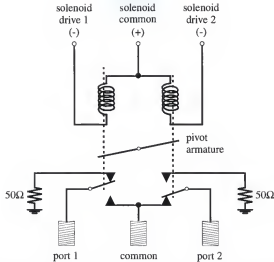 solenoid drive 1 (-)
solenoid common (+)
solenoid drive 2 (-)
pivot armature
50Ω
50Ω
port 1
common
port 2